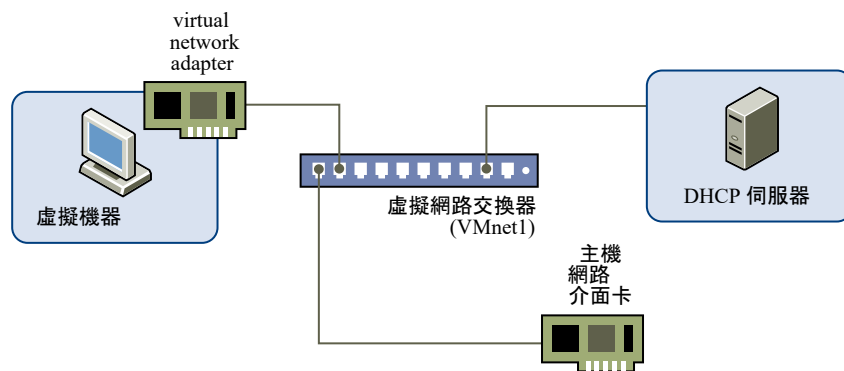 virtual
network
adapter
虛擬機器
虛擬網路交換器
(VMnet1)
DHCP 伺服器
主機
網路
介面卡